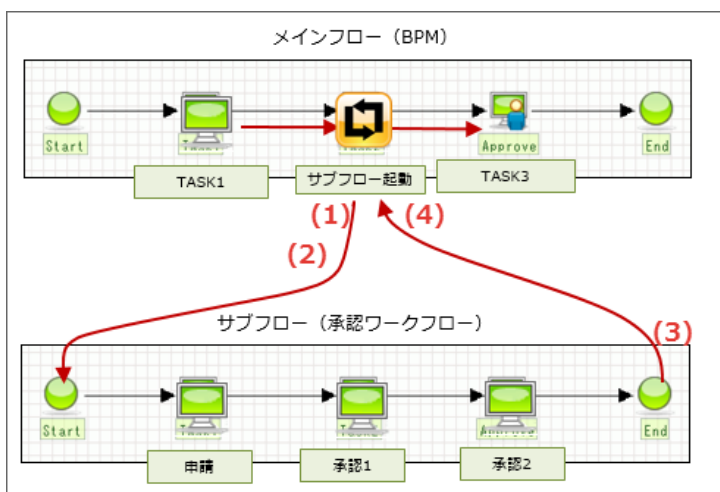 メインフロー（BPM）
Start
Approve
End
TASK1
サブフロー起動
TASK3
(1)
(4)
(2)
サブフロー（承認ワークフロー）
(3)
Start
End
申請
承認1
承認2